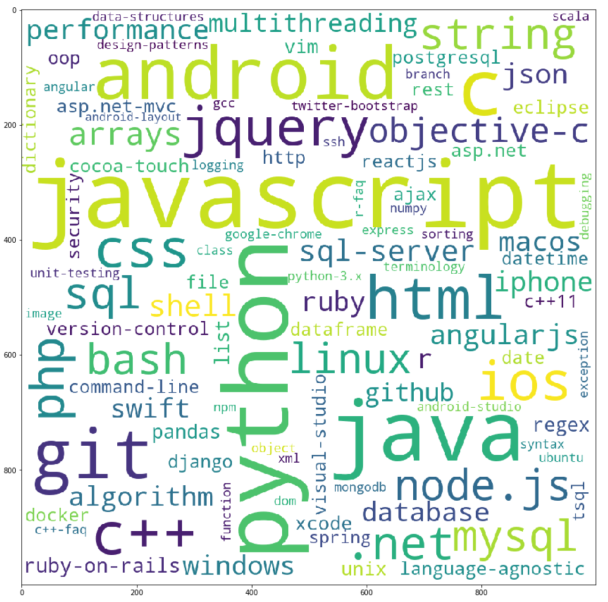 0
data-structures
scala
performance
multithreading
string
design-patterns
vim
postgresql
oop
android
branch
json
angular
rest
c
dictionary
asp.net-mvc
gcc
twitter-bootstrap
eclipse
android-layout
200
arrays
jquery
ssh
objective-c
http
asp.net
cocoa-touch
logging
reactjs
javascript
ajax
r-faq
numpy
debugging
security
google-chrome
express
sorting
400
css
class
sql-server
macos
datetime
unit-testing
python-3.x
terminology
sql
file
iphone
image
shell
ruby
html
c++11
version-control
list
dataframe
angularjs
600
php
bash
python
linux
r
date
ios
exception
command-line
github
swift
npm
visual-studio
android-studio
git
pandas
java
regex
object
syntax
django
xml
ubuntu
800
algorithm
mongodb
node.js
dom
tsql
docker
function
database
c++-faq
c++
xcode
.net
mysql
spring
ruby-on-rails
windows
unix
language-agnostic
0 200 400 600 800